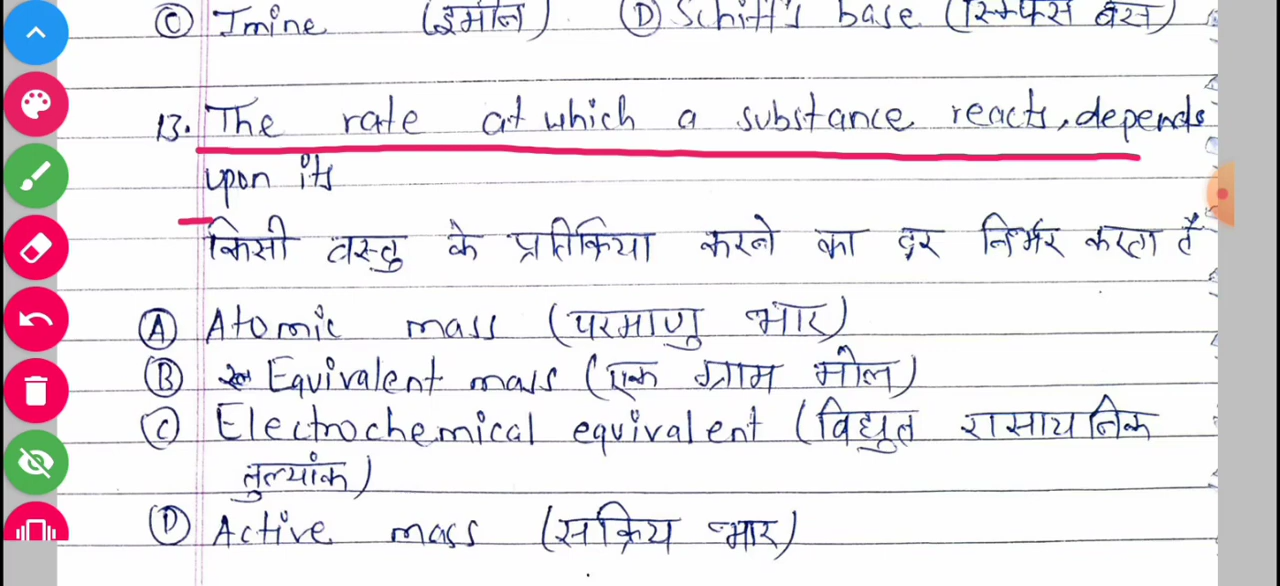 Ⓒ Imine (इमीन) Ⓓ Schiff's base (
13. The rate at which a substance reacts, depends
upon its
किसी वस्तु के प्रतिक्रिया करने का दर निर्भर करता है
Ⓐ Atomic mass (परमाणु भार)
Ⓑ Equivalent mass (एक ग्राम मोल)
Ⓒ Electrochemical equivalent (विद्युत रासायनिक
तुल्यांक)
Ⓓ Active mass (सक्रिय भार)